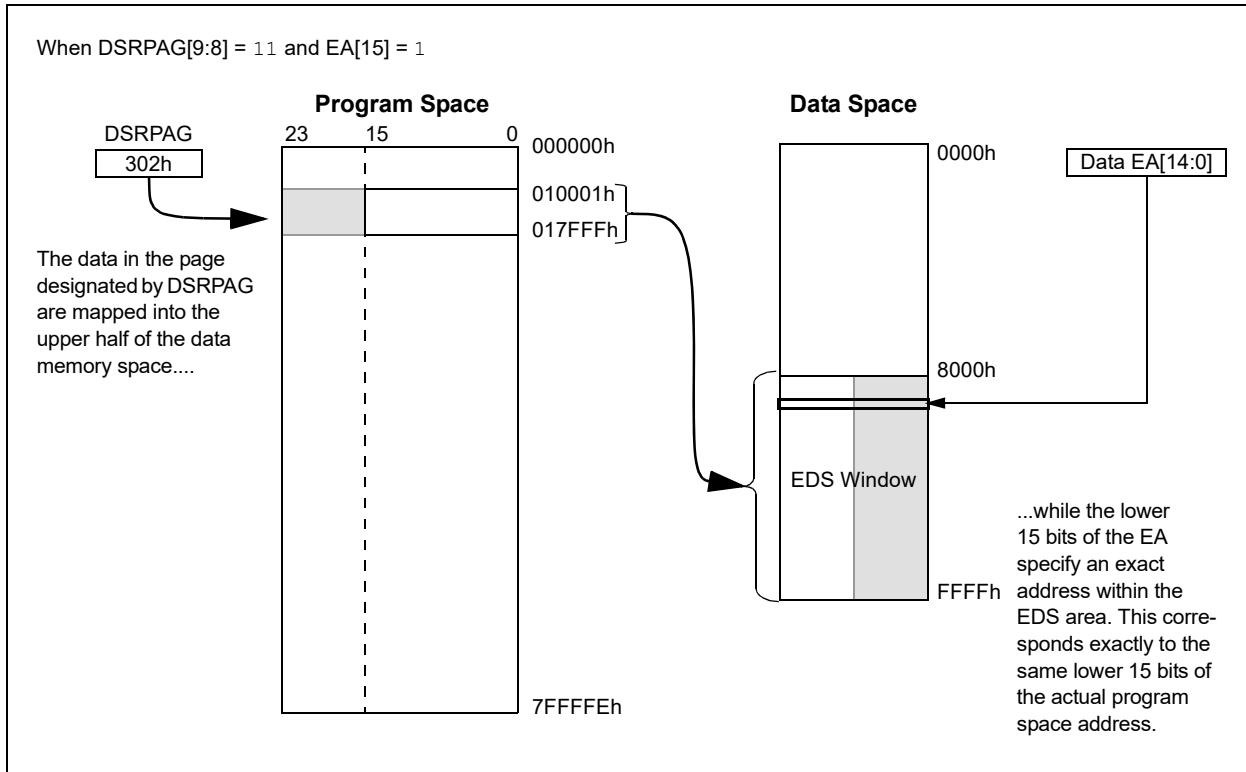 When DSRPAG[9:8] = 11 and EA[15] = 1
Program Space
Data Space
DSRPAG
302h
23
15
0
000000h
010001h
017FFFh
7FFFFEh
The data in the page
designated by DSRPAG
are mapped into the
upper half of the data
memory space....
0000h
8000h
FFFFh
EDS Window
Data EA[14:0]
...while the lower
15 bits of the EA
specify an exact
address within the
EDS area. This corre-
sponds exactly to the
same lower 15 bits of
the actual program
space address.